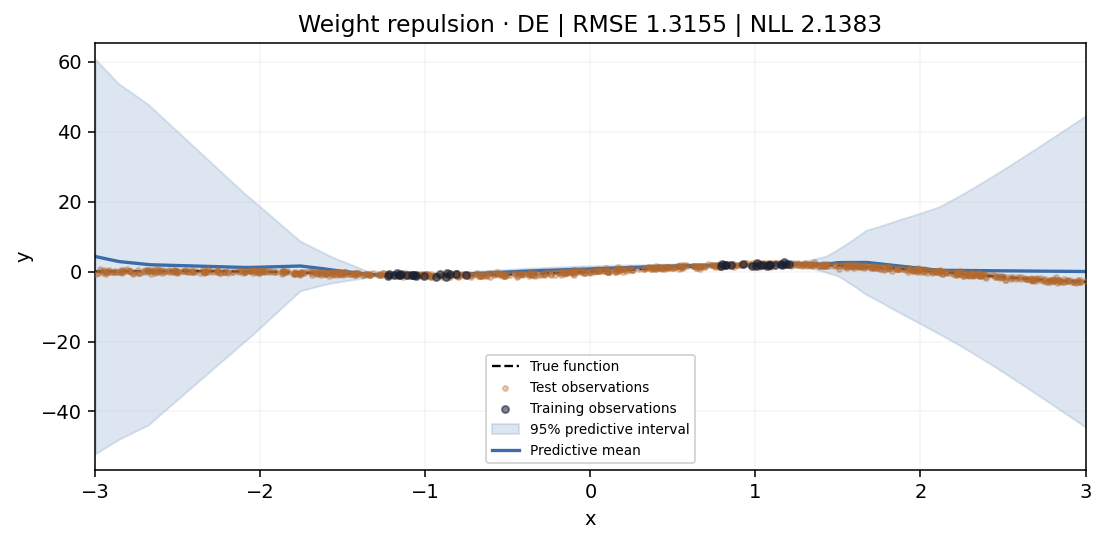 Weight repulsion · DE | RMSE 1.3155 | NLL 2.1383
60
40
20
0
−20
−40
y
True function
Test observations
Training observations
95% predictive interval
Predictive mean
−3
−2
−1
0
1
2
3
x